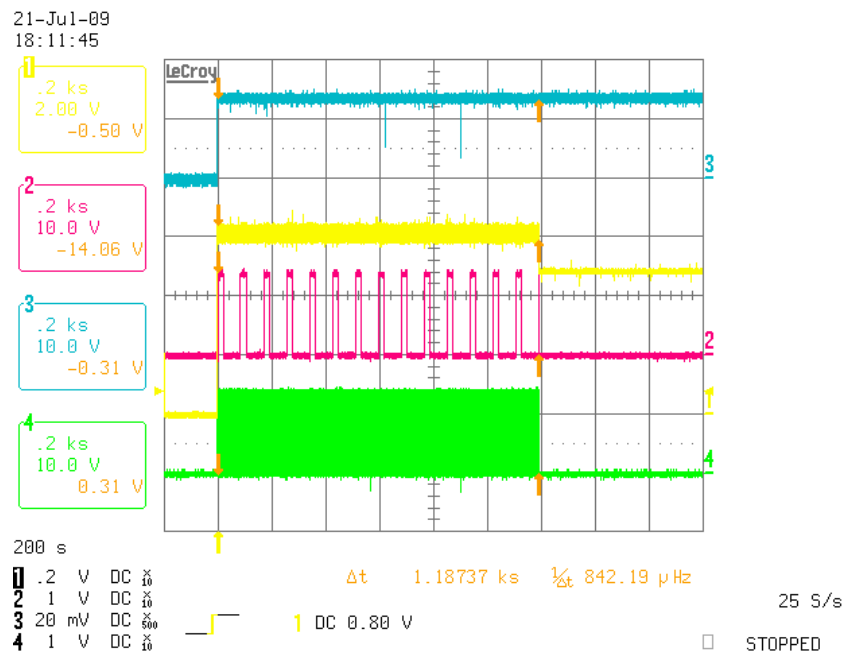 21-Jul-09
18:11:45
LeCroy
1
.2 ks
2.00 V
-0.50 V
2
.2 ks
10.0 V
-14.06 V
3
.2 ks
10.0 V
-0.31 V
4
.2 ks
10.0 V
0.31 V
3
2
4
200 s
1 .2 V DC X10
2 1 V DC X10
3 20 mV DC X500
4 1 V DC X10
Δt 1.18737 ks 1/Δt 842.19 µHz
1 DC 0.80 V
25 S/s
STOPPED